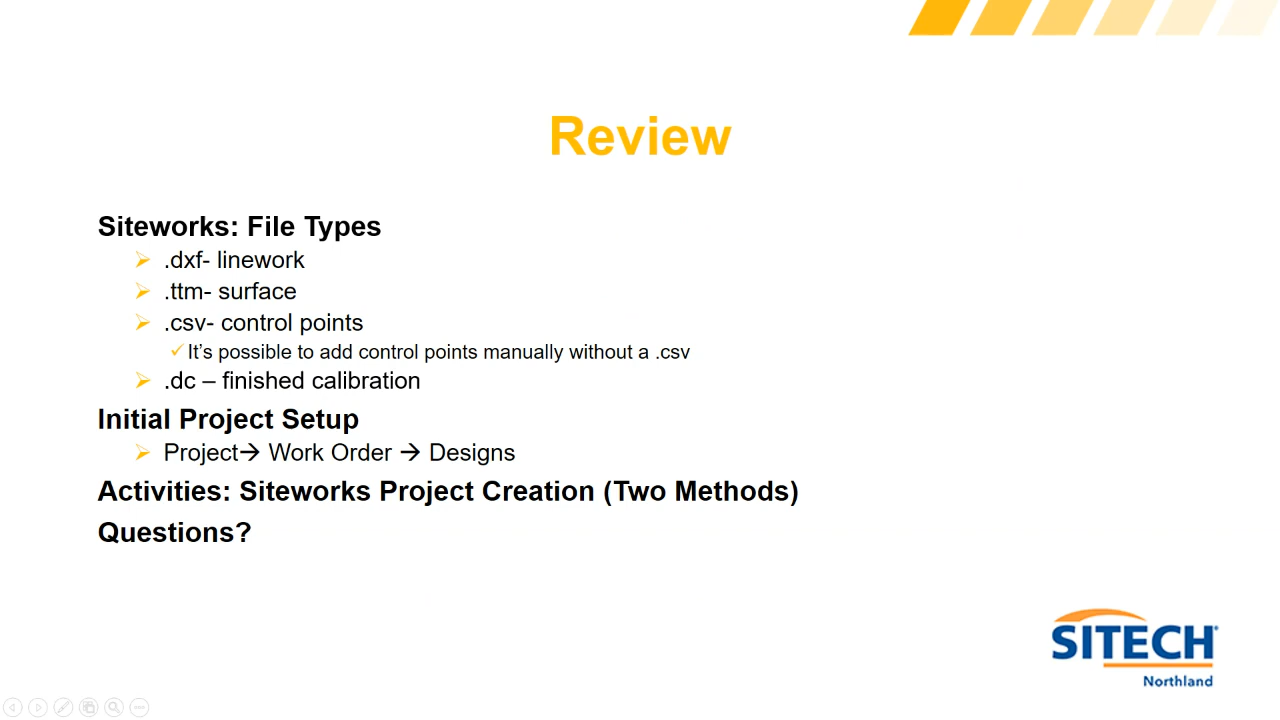 Review
Siteworks: File Types
.dxf- linework
.ttm- surface
.csv- control points
It’s possible to add control points manually without a .csv
.dc – finished calibration
Initial Project Setup
Project→ Work Order → Designs
Activities: Siteworks Project Creation (Two Methods)
Questions?
SITECH
Northland